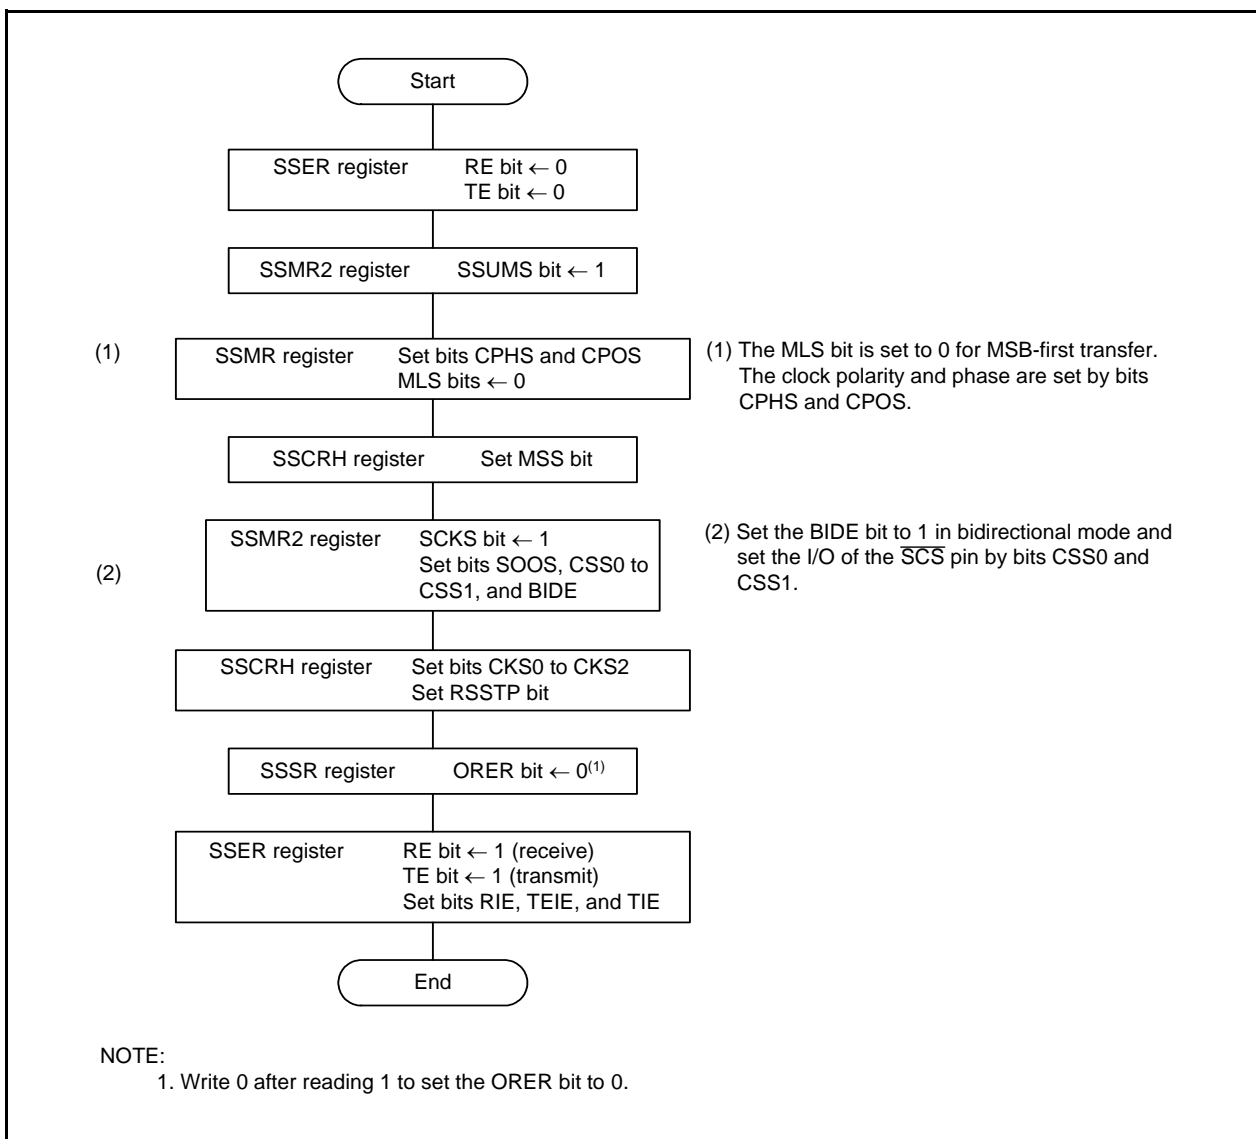 Start
SSER register RE bit ← 0
TE bit ← 0
SSMR2 register SSUMS bit ← 1
(1)
SSMR register Set bits CPHS and CPOS
MLS bits ← 0
(1) The MLS bit is set to 0 for MSB-first transfer.
The clock polarity and phase are set by bits
CPHS and CPOS.
SSCRH register Set MSS bit
(2)
SSMR2 register SCKS bit ← 1
Set bits SOOS, CSS0 to
CSS1, and BIDE
(2) Set the BIDE bit to 1 in bidirectional mode and
set the I/O of the S̅C̅S̅ pin by bits CSS0 and
CSS1.
SSCRH register Set bits CKS0 to CKS2
Set RSSTP bit
SSSR register ORER bit ← 0(1)
SSER register RE bit ← 1 (receive)
TE bit ← 1 (transmit)
Set bits RIE, TEIE, and TIE
End
NOTE:
1. Write 0 after reading 1 to set the ORER bit to 0.